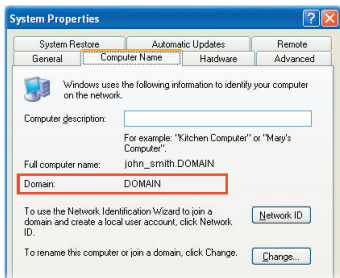 System Properties
System Restore Automatic Updates Remote
General Computer Name Hardware Advanced
Windows uses the following information to identify your computer
on the network.
Computer description:
For example: "Kitchen Computer" or "Mary's
Computer".
Full computer name: john_smith.DOMAIN
Domain: DOMAIN
To use the Network Identification Wizard to join a
domain and create a local user account, click Network
ID.
Network ID
To rename this computer or join a domain, click Change.
Change...